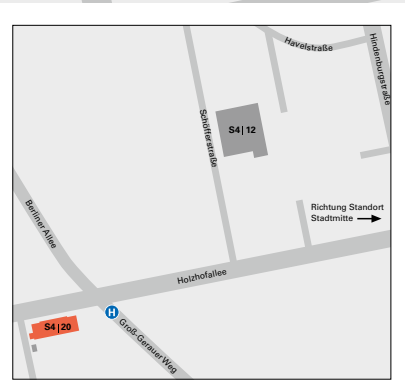 Havelstraße
Hindenburgstraße
Schöfferstraße
S4|12
Richtung Standort
Stadtmitte
Berliner Allee
Holzhofallee
H
S4|20
Groß-Gerauer Weg